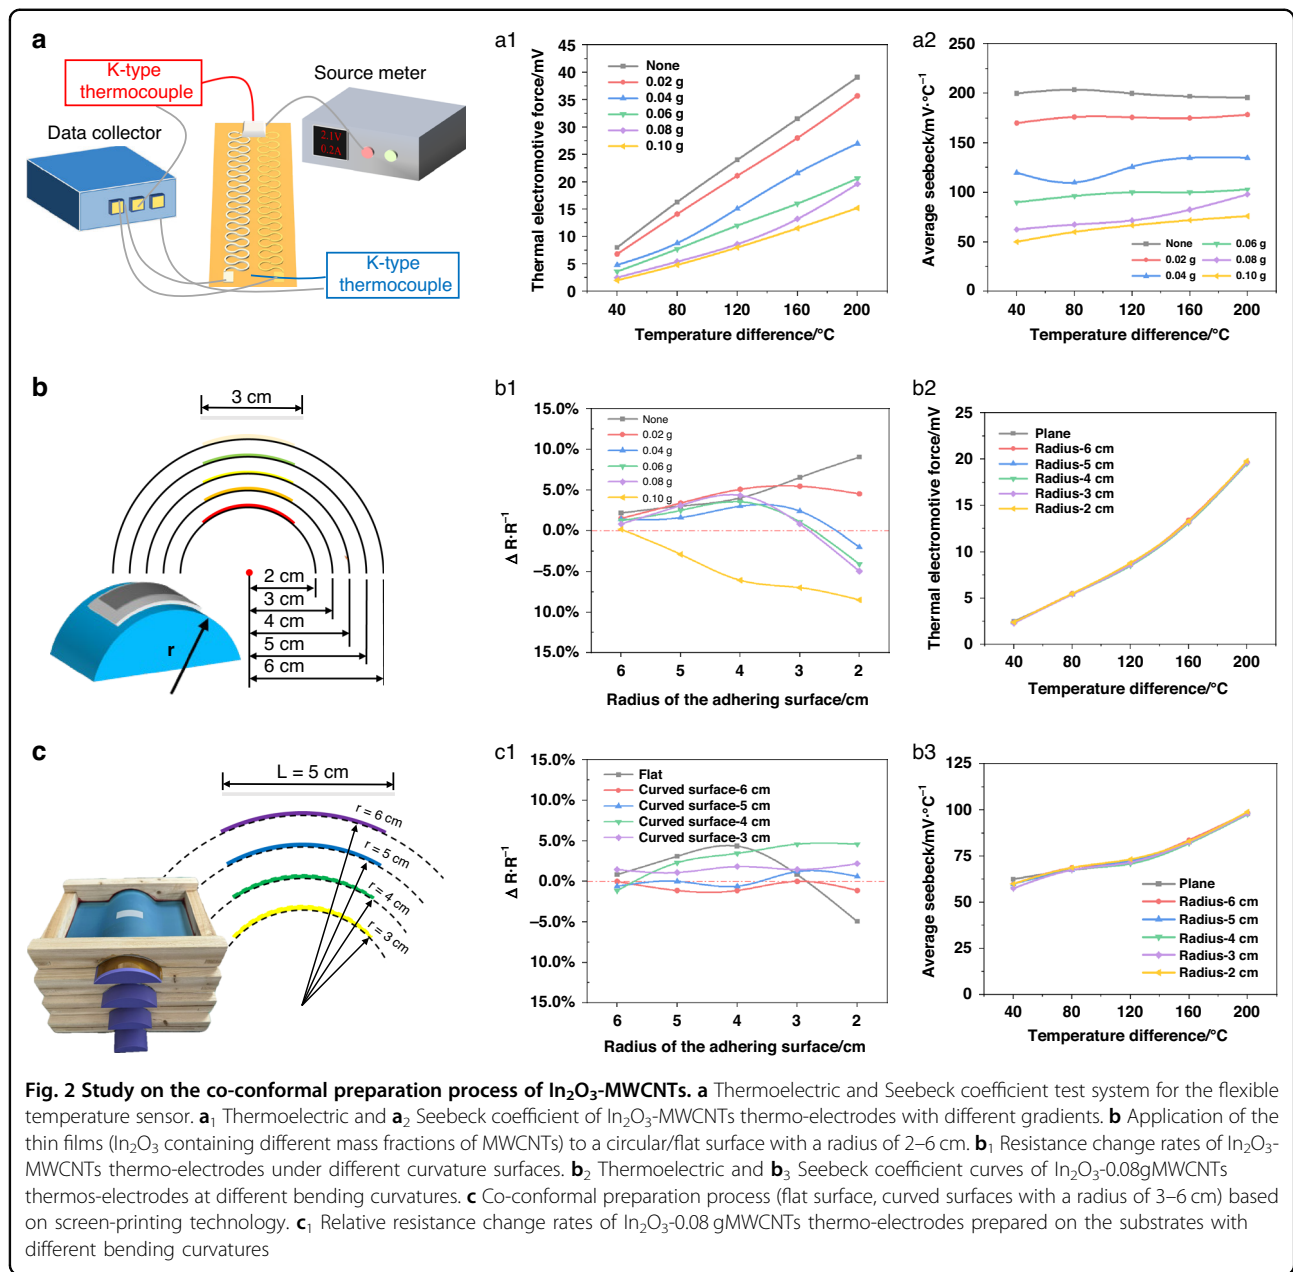 a
K-type
thermocouple
Source meter
Data collector
2.1V
0.2A
K-type
thermocouple
a1
Thermal electromotive force/mV
45
40
35
30
25
20
15
10
5
0
None
0.02 g
0.04 g
0.06 g
0.08 g
0.10 g
40 80 120 160 200
Temperature difference/°C
a2
Average seebeck/mV·°C⁻¹
250
200
150
100
50
0
None
0.02 g
0.04 g
0.06 g
0.08 g
0.10 g
40 80 120 160 200
Temperature difference/°C
b
3 cm
2 cm
3 cm
4 cm
5 cm
6 cm
r
b1
Δ R·R⁻¹
15.0%
10.0%
5.0%
0.0%
–5.0%
10.0%
15.0%
None
0.02 g
0.04 g
0.06 g
0.08 g
0.10 g
6 5 4 3 2
Radius of the adhering surface/cm
b2
Thermal electromotive force/mV
25
20
15
10
5
0
Plane
Radius-6 cm
Radius-5 cm
Radius-4 cm
Radius-3 cm
Radius-2 cm
40 80 120 160 200
Temperature difference/°C
c
L = 5 cm
r = 6 cm
r = 5 cm
r = 4 cm
r = 3 cm
c1
Δ R·R⁻¹
15.0%
10.0%
5.0%
0.0%
–5.0%
10.0%
15.0%
Flat
Curved surface-6 cm
Curved surface-5 cm
Curved surface-4 cm
Curved surface-3 cm
6 5 4 3 2
Radius of the adhering surface/cm
b3
Average seebeck/mV·°C⁻¹
125
100
75
50
25
0
Plane
Radius-6 cm
Radius-5 cm
Radius-4 cm
Radius-3 cm
Radius-2 cm
40 80 120 160 200
Temperature difference/°C
Fig. 2 Study on the co-conformal preparation process of In₂O₃-MWCNTs. a Thermoelectric and Seebeck coefficient test system for the flexible
temperature sensor. a₁ Thermoelectric and a₂ Seebeck coefficient of In₂O₃-MWCNTs thermo-electrodes with different gradients. b Application of the
thin films (In₂O₃ containing different mass fractions of MWCNTs) to a circular/flat surface with a radius of 2–6 cm. b₁ Resistance change rates of In₂O₃-
MWCNTs thermo-electrodes under different curvature surfaces. b₂ Thermoelectric and b₃ Seebeck coefficient curves of In₂O₃-0.08gMWCNTs
thermos-electrodes at different bending curvatures. c Co-conformal preparation process (flat surface, curved surfaces with a radius of 3–6 cm) based
on screen-printing technology. c₁ Relative resistance change rates of In₂O₃-0.08 gMWCNTs thermo-electrodes prepared on the substrates with
different bending curvatures